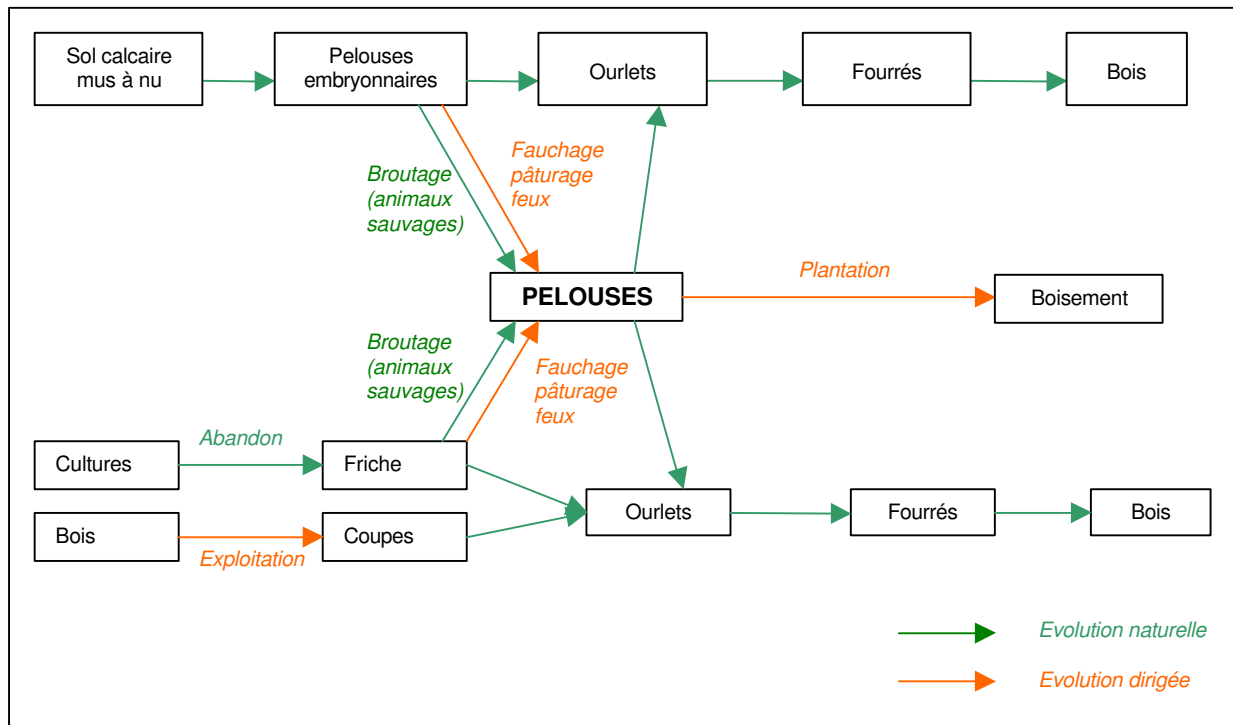 Sol calcaire
mus à nu
Pelouses
embryonnaires
Ourlets
Fourrés
Bois
Broutage
(animaux
sauvages)
Fauchage
pâturage
feux
PELOUSES
Plantation
Boisement
Broutage
(animaux
sauvages)
Fauchage
pâturage
feux
Cultures
Abandon
Friche
Bois
Exploitation
Coupes
Ourlets
Fourrés
Bois
Evolution naturelle
Evolution dirigée